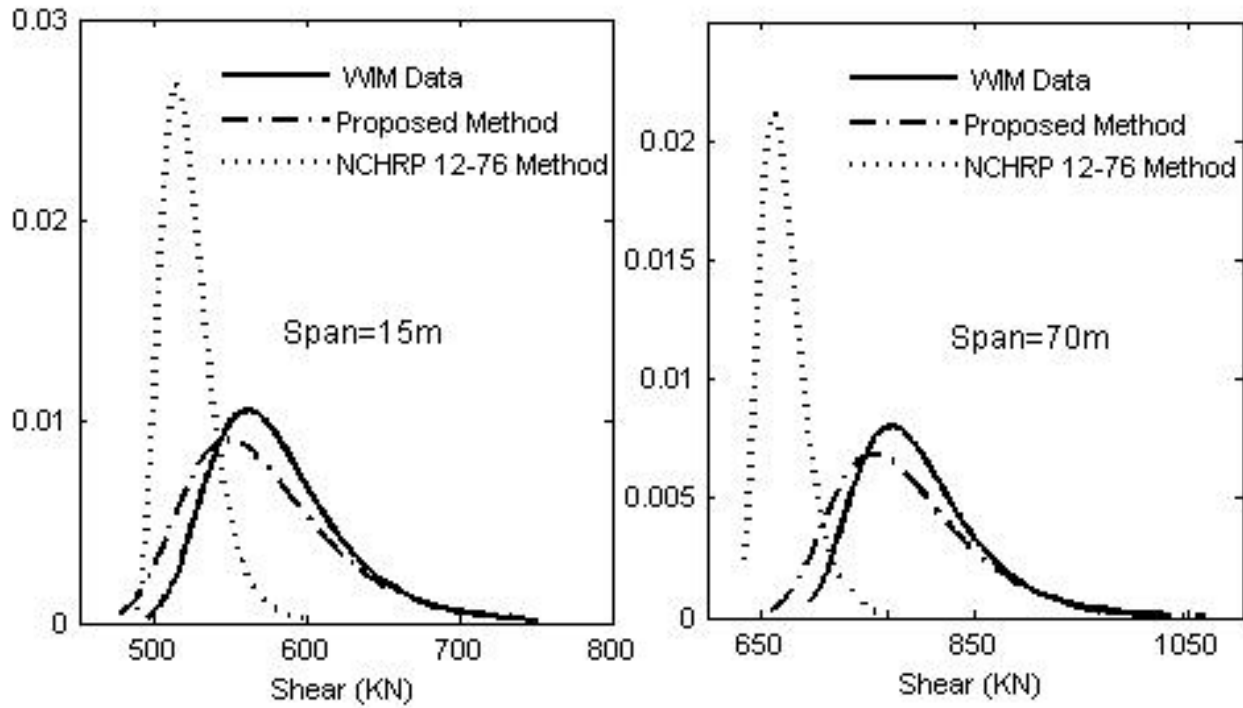 0.03
WIM Data
Proposed Method
NCHRP 12-76 Method
0.02
Span=15m
0.01
0
500 600 700 800
Shear (KN)
WIM Data
Proposed Method
0.02
NCHRP 12-76 Method
0.015
Span=70m
0.01
0.005
0
650 850 1050
Shear (KN)